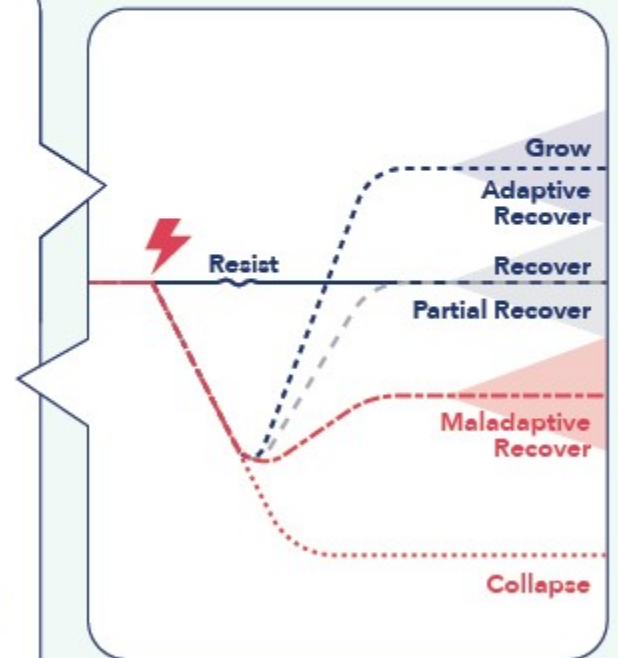 Grow
Adaptive
Recover
Resist
Recover
Partial Recover
Maladaptive
Recover
Collapse